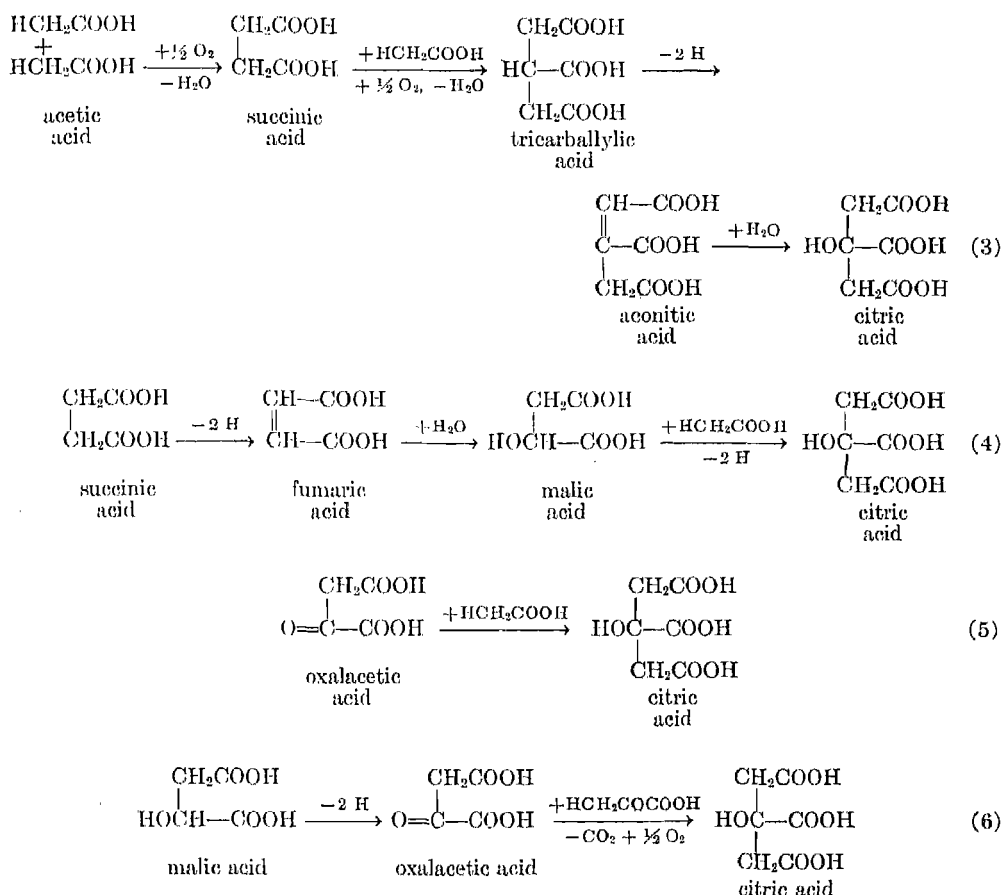 HCH₂COOH CH₂COOH CH₂COOH
+ +½ O₂ +HCH₂COOH −2 H
HCH₂COOH −H₂O CH₂COOH + ½ O₂, −H₂O HC—COOH
CH₂COOH
acetic succinic tricarballylic
acid acid acid
CH—COOH CH₂COOH
C—COOH +H₂O HOC—COOH (3)
CH₂COOH CH₂COOH
aconitic citric
acid acid
CH₂COOH CH—COOH CH₂COOH CH₂COOH
CH₂COOH −2 H CH—COOH +H₂O HOCH—COOH +HCH₂COOH −2 H HOC—COOH (4)
CH₂COOH
succinic fumaric malic citric
acid acid acid acid
CH₂COOH CH₂COOH
O=C—COOH +HCH₂COOH HOC—COOH (5)
CH₂COOH
oxalacetic citric
acid acid
CH₂COOH CH₂COOH CH₂COOH
HOCH—COOH −2 H O=C—COOH +HCH₂COCOOH −CO₂ + ½ O₂ HOC—COOH (6)
CH₂COOH
malic acid oxalacetic acid citric acid